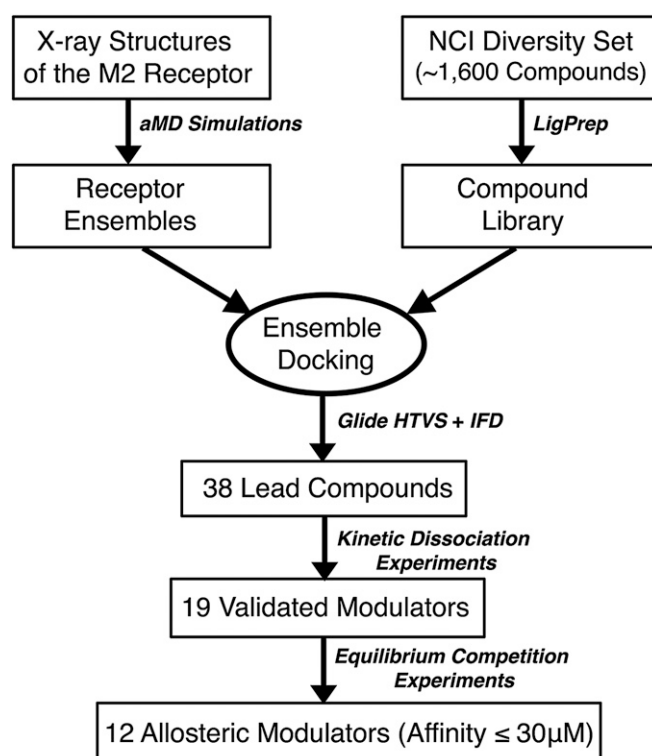 X-ray Structures
of the M2 Receptor
NCI Diversity Set
(~1,600 Compounds)
aMD Simulations
LigPrep
Receptor
Ensembles
Compound
Library
Ensemble
Docking
Glide HTVS + IFD
38 Lead Compounds
Kinetic Dissociation
Experiments
19 Validated Modulators
Equilibrium Competition
Experiments
12 Allosteric Modulators (Affinity ≤ 30µM)